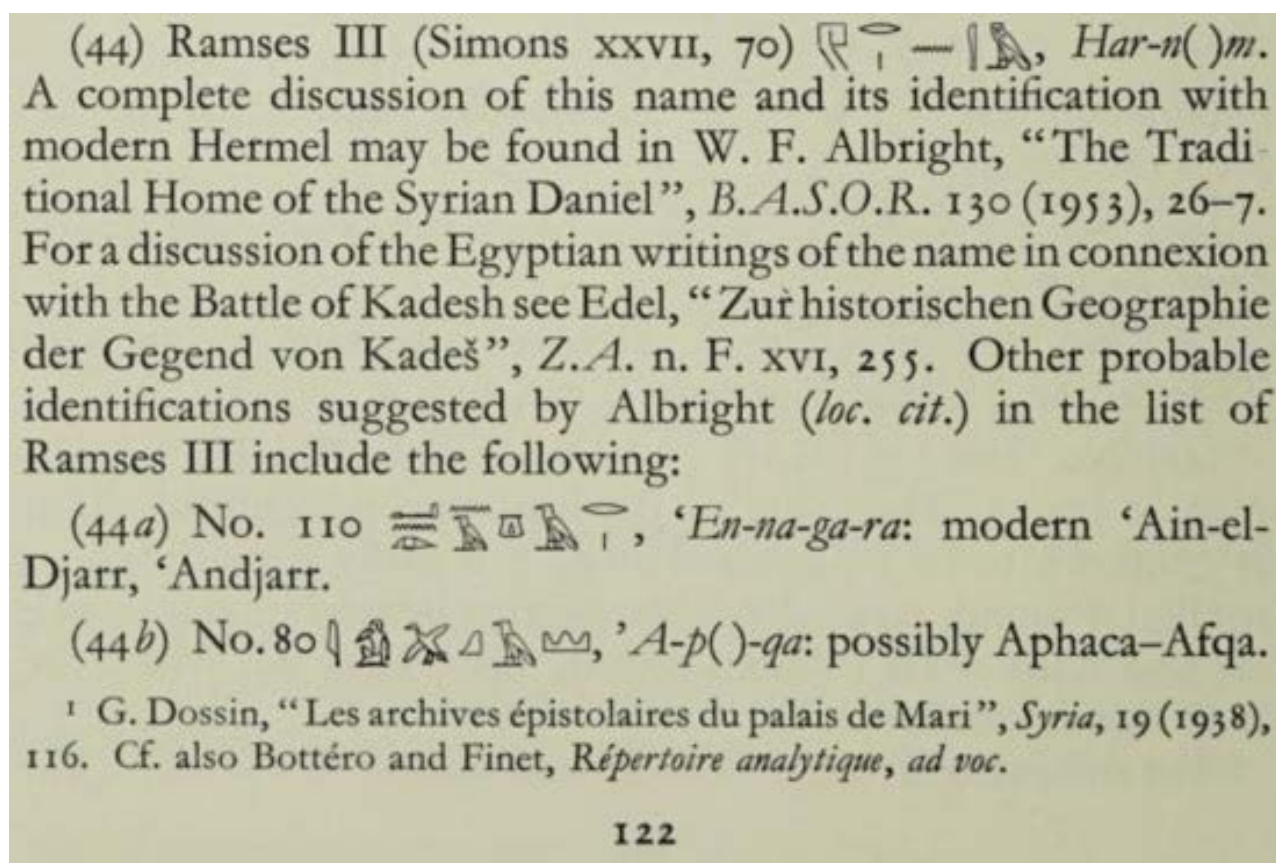 (44) Ramses III (Simons XXVII, 70) , Har-n( )m.
A complete discussion of this name and its identification with
modern Hermel may be found in W. F. Albright, “The Tradi-
tional Home of the Syrian Daniel”, B.A.S.O.R. 130 (1953), 26–7.
For a discussion of the Egyptian writings of the name in connexion
with the Battle of Kadesh see Edel, “Zur historischen Geographie
der Gegend von Kadeš”, Z.A. n. F. XVI, 255. Other probable
identifications suggested by Albright (loc. cit.) in the list of
Ramses III include the following:
(44a) No. 110 , ‘En-na-ga-ra: modern ‘Ain-el-
Djarr, ‘Andjarr.
(44b) No. 80 , ’A-p( )-qa: possibly Aphaca–Afqa.
¹ G. Dossin, “Les archives épistolaires du palais de Mari”, Syria, 19 (1938),
116. Cf. also Bottéro and Finet, Répertoire analytique, ad voc.
122